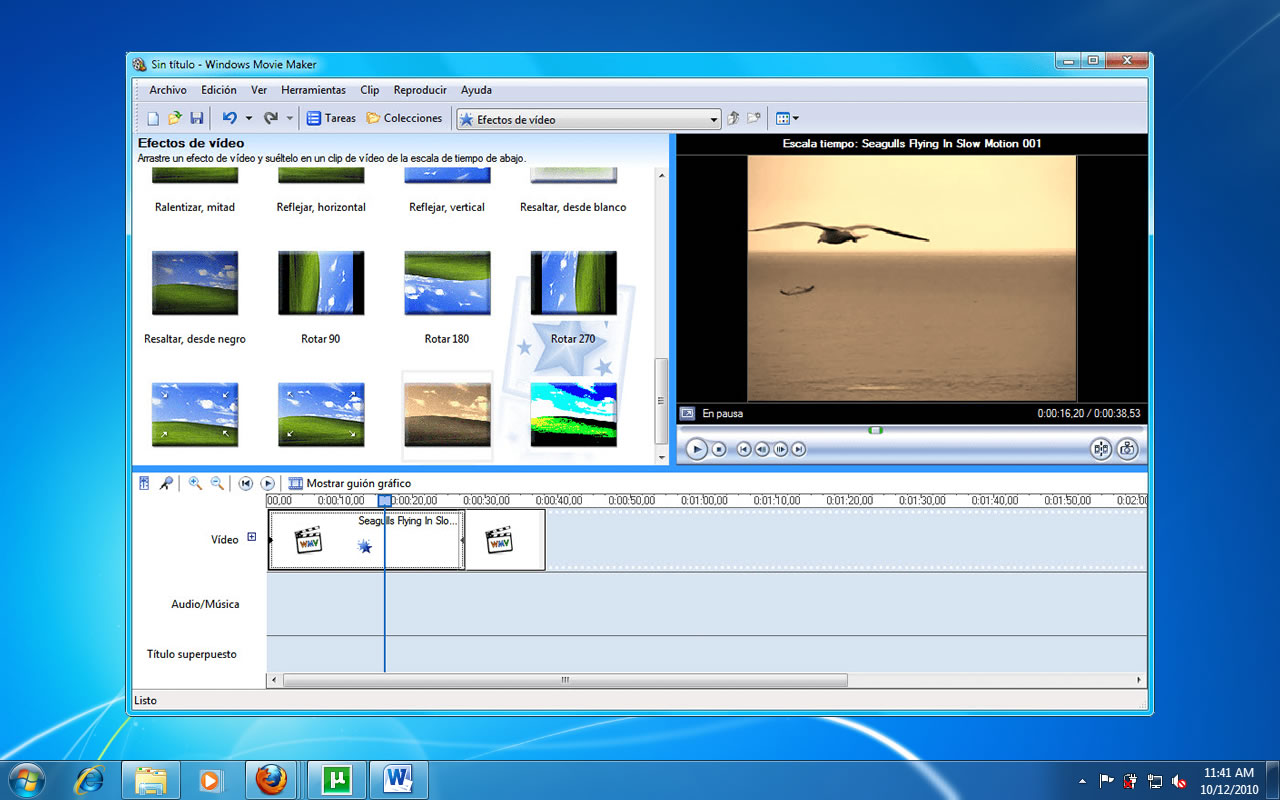 Sin título - Windows Movie Maker
Archivo Edición Ver Herramientas Clip Reproducir Ayuda
Tareas Colecciones Efectos de vídeo
Efectos de vídeo
Arrastre un efecto de vídeo y suéltelo en un clip de vídeo de la escala de tiempo de abajo.
Ralentizar, mitad Reflejar, horizontal Reflejar, vertical Resaltar, desde blanco
Resaltar, desde negro Rotar 90 Rotar 180 Rotar 270
Escala tiempo: Seagulls Flying In Slow Motion 001
En pausa 0:00:16,20 / 0:00:38,53
Mostrar guión gráfico
00,00 0:00:10,00 0:00:20,00 0:00:30,00 0:00:40,00 0:00:50,00 0:01:00,00 0:01:10,00 0:01:20,00 0:01:30,00 0:01:40,00 0:01:50,00 0:02:0
Vídeo
Seagulls Flying In Slo...
WMV WMV
Audio/Música
Título superpuesto
Listo
µ W
11:41 AM
10/12/2010